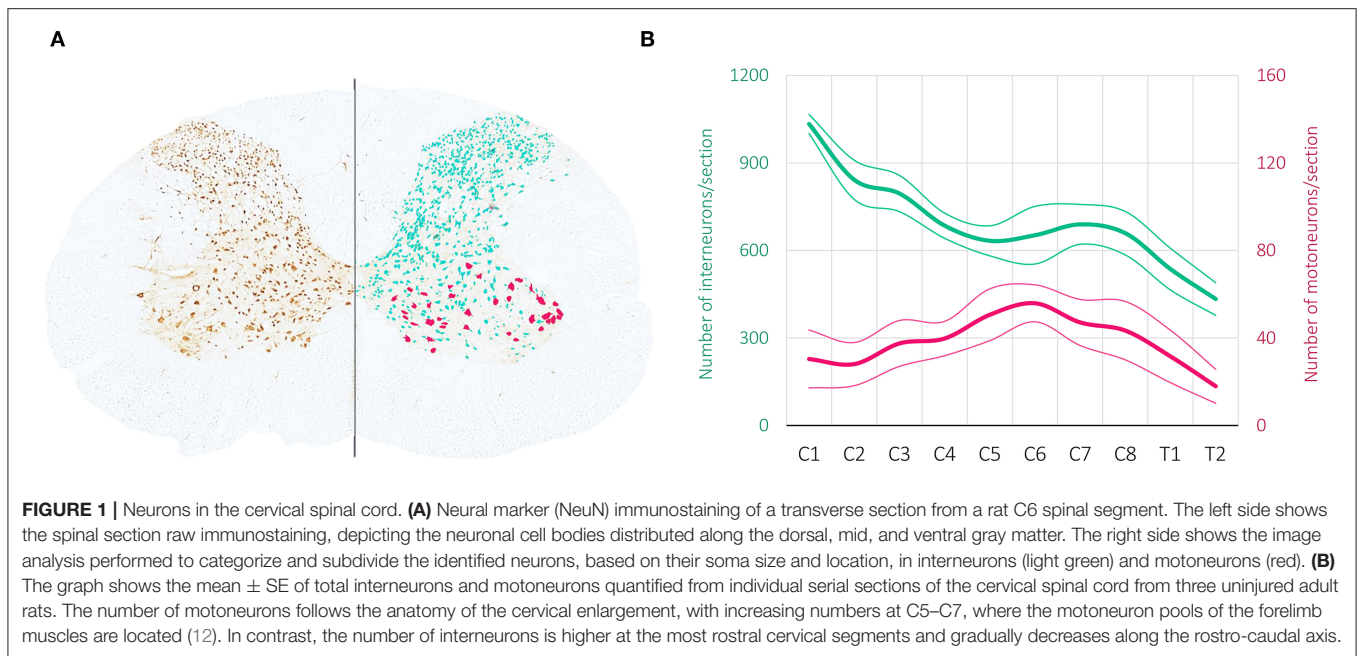 A
B
1200
900
600
300
0
Number of interneurons/section
160
120
80
40
0
Number of motoneurons/section
C1 C2 C3 C4 C5 C6 C7 C8 T1 T2
FIGURE 1 | Neurons in the cervical spinal cord. (A) Neural marker (NeuN) immunostaining of a transverse section from a rat C6 spinal segment. The left side shows
the spinal section raw immunostaining, depicting the neuronal cell bodies distributed along the dorsal, mid, and ventral gray matter. The right side shows the image
analysis performed to categorize and subdivide the identified neurons, based on their soma size and location, in interneurons (light green) and motoneurons (red). (B)
The graph shows the mean ± SE of total interneurons and motoneurons quantified from individual serial sections of the cervical spinal cord from three uninjured adult
rats. The number of motoneurons follows the anatomy of the cervical enlargement, with increasing numbers at C5–C7, where the motoneuron pools of the forelimb
muscles are located (12). In contrast, the number of interneurons is higher at the most rostral cervical segments and gradually decreases along the rostro-caudal axis.